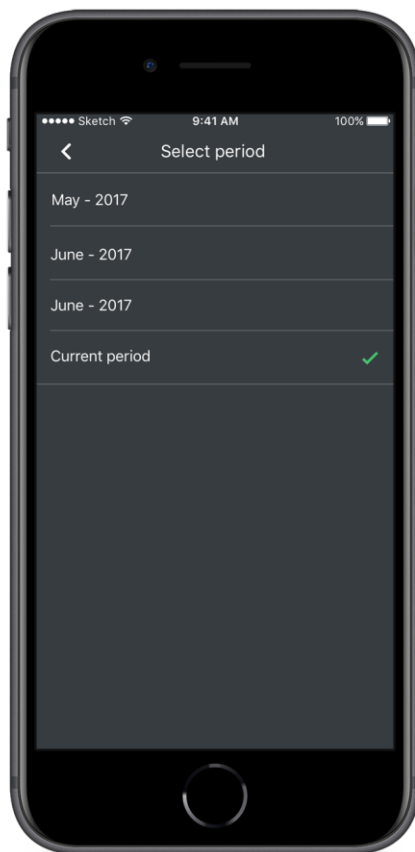 Sketch 9:41 AM 100%
Select period
May - 2017
June - 2017
June - 2017
Current period